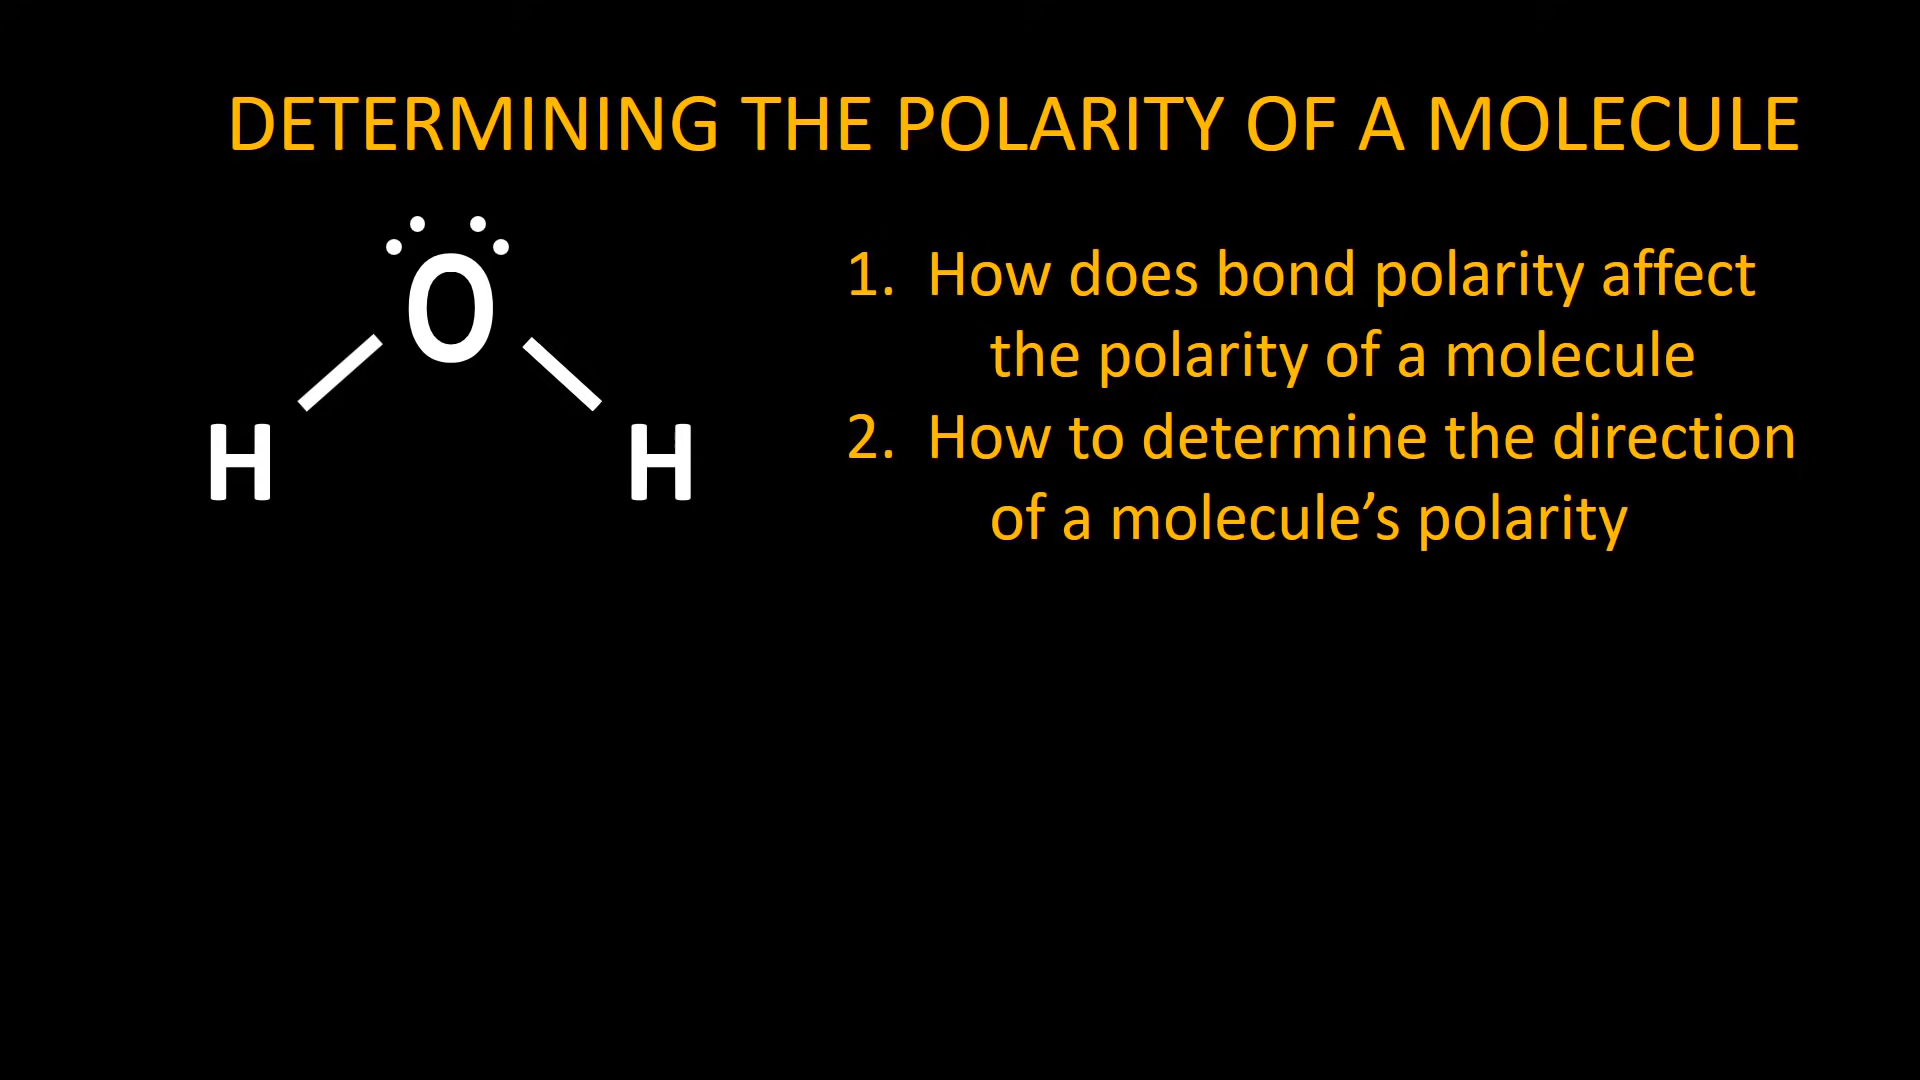 DETERMINING THE POLARITY OF A MOLECULE
O
H H
1. How does bond polarity affect
the polarity of a molecule
2. How to determine the direction
of a molecule’s polarity